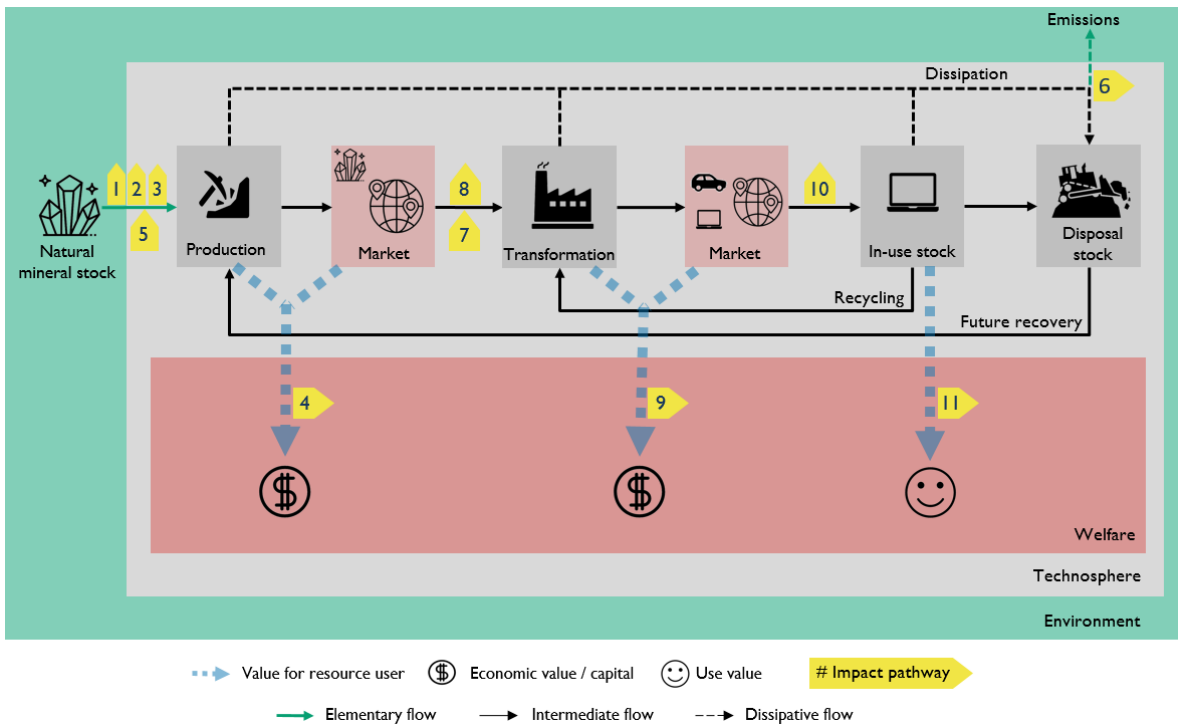 Emissions
Dissipation
6
1 2 3
5
8
7
10
Natural
mineral stock
Production
Market
Transformation
Market
In-use stock
Disposal
stock
Recycling
Future recovery
4
9
11
$
$
Welfare
Technosphere
Environment
Value for resource user
$ Economic value / capital
Use value
# Impact pathway
Elementary flow
Intermediate flow
Dissipative flow